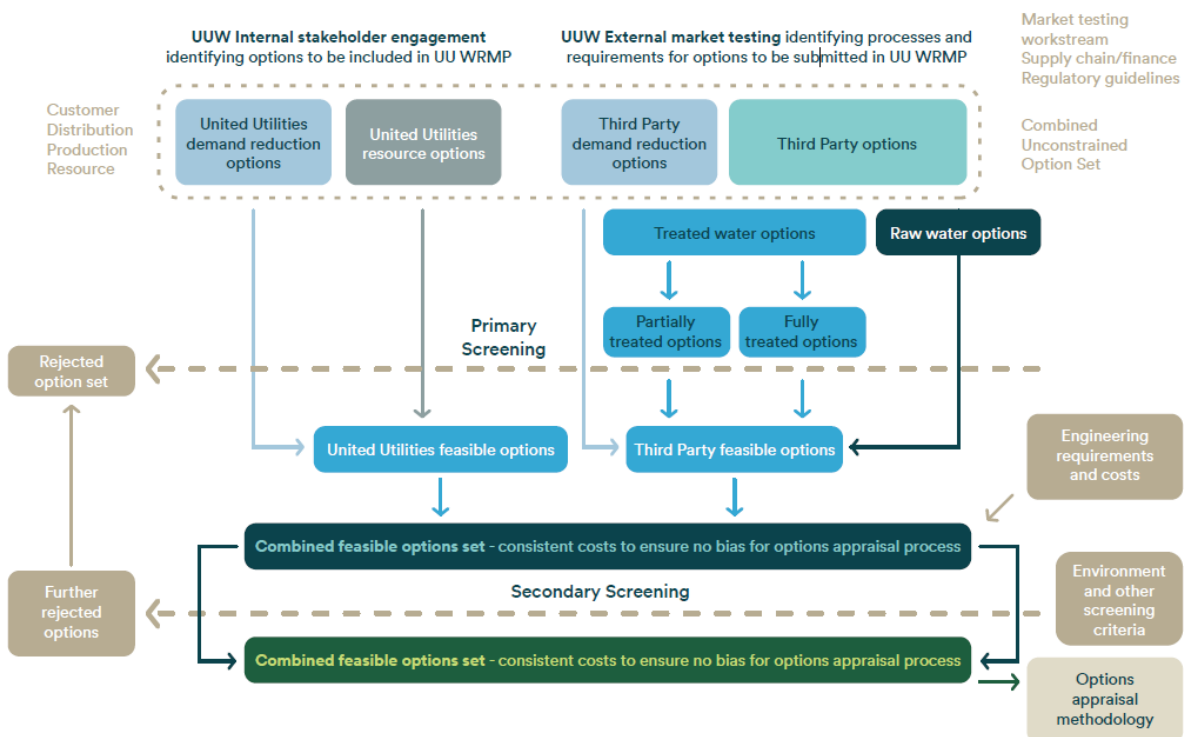 UUW Internal stakeholder engagement
identifying options to be included in UU WRMP
UUW External market testing identifying processes and
requirements for options to be submitted in UU WRMP
Market testing
workstream
Supply chain/finance
Regulatory guidelines
Customer
Distribution
Production
Resource
United Utilities
demand reduction
options
United Utilities
resource options
Third Party
demand reduction
options
Third Party options
Combined
Unconstrained
Option Set
Treated water options
Raw water options
Partially
treated options
Fully
treated options
Primary
Screening
Rejected
option set
United Utilities feasible options
Third Party feasible options
Engineering
requirements
and costs
Combined feasible options set - consistent costs to ensure no bias for options appraisal process
Secondary Screening
Further
rejected
options
Environment
and other
screening
criteria
Combined feasible options set - consistent costs to ensure no bias for options appraisal process
Options
appraisal
methodology